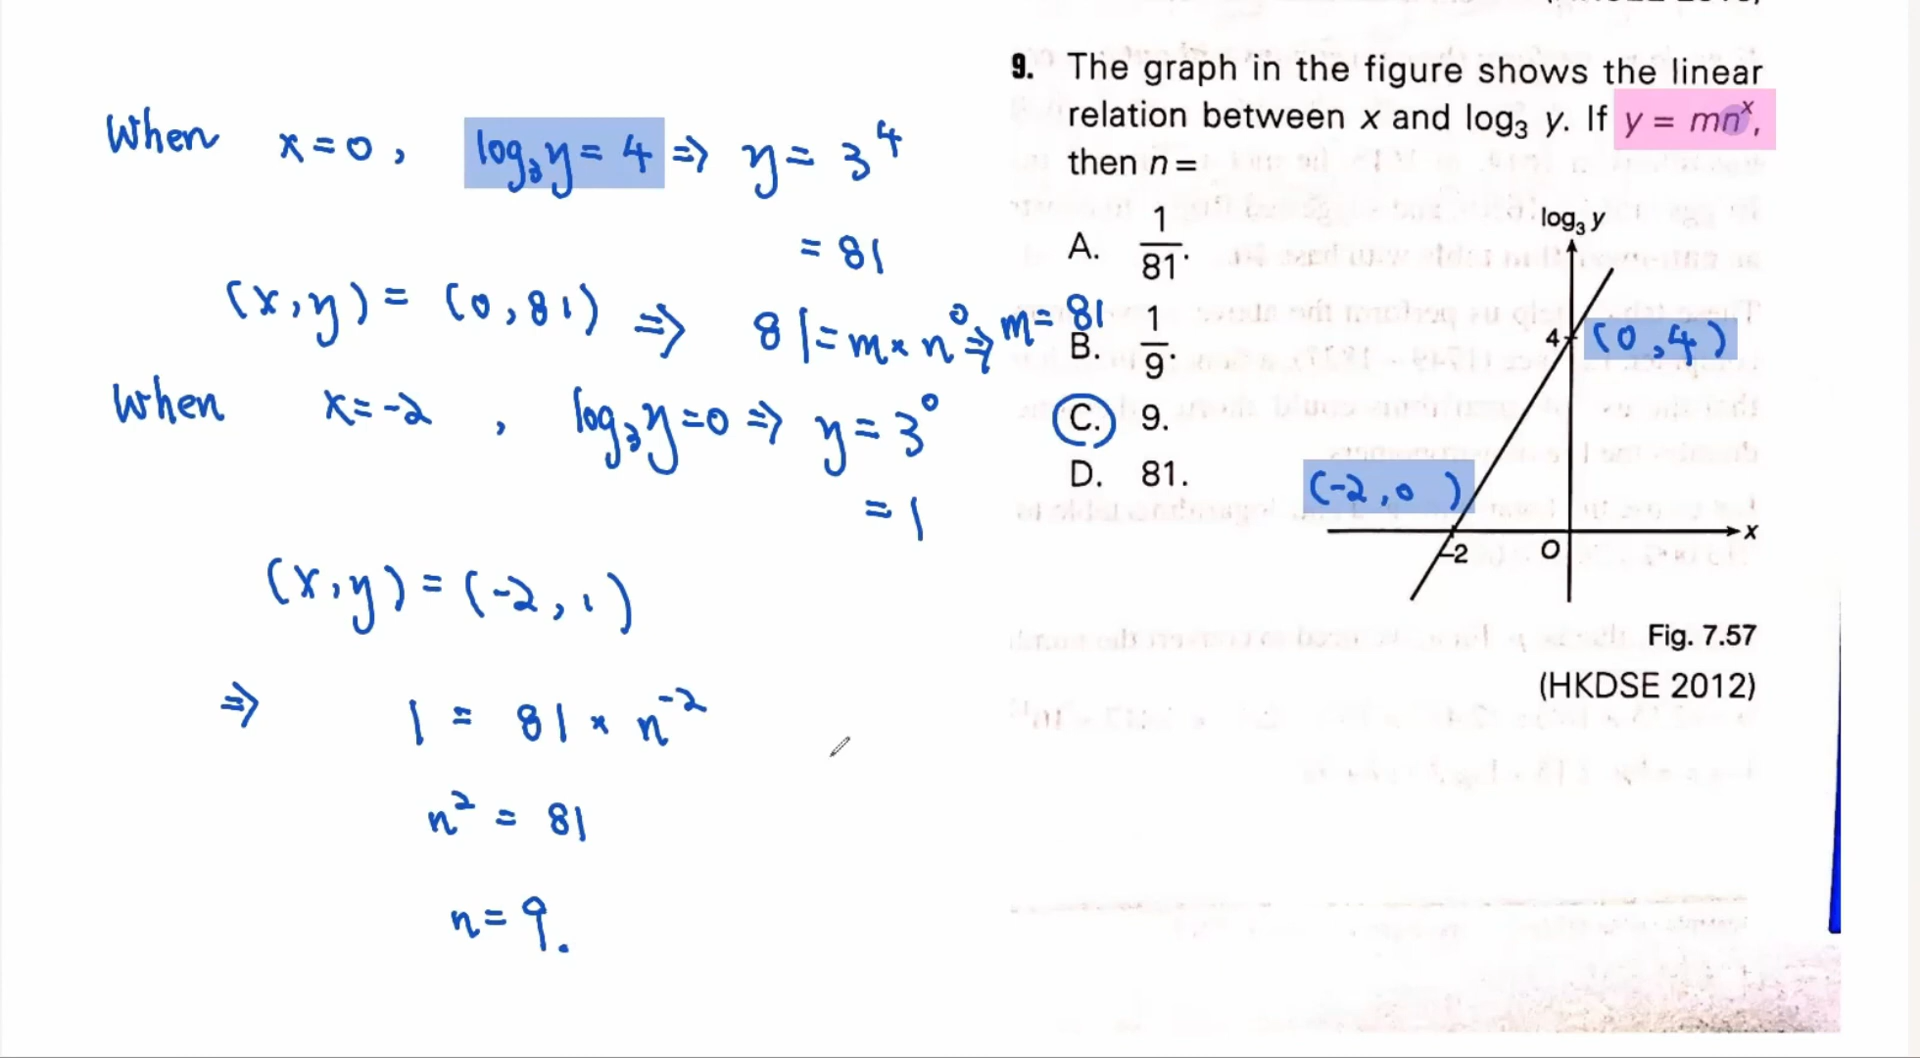 When x=0, log₃y=4 ⇒ y=3⁴
=81
(x,y)=(0,81) ⇒ 81=m×n⁰⇒m=81
When x=-2, log₃y=0⇒ y=3⁰
=1
(x,y)=(-2,1)
⇒ 1 = 81×n⁻²
n² = 81
n=9.
9. The graph in the figure shows the linear
relation between x and log₃ y. If y = mnˣ,
then n=
A. 1/81.
B. 1/9.
C. 9.
D. 81.
log₃ y
4 (0,4)
(-2,0)
-2 O x
Fig. 7.57
(HKDSE 2012)